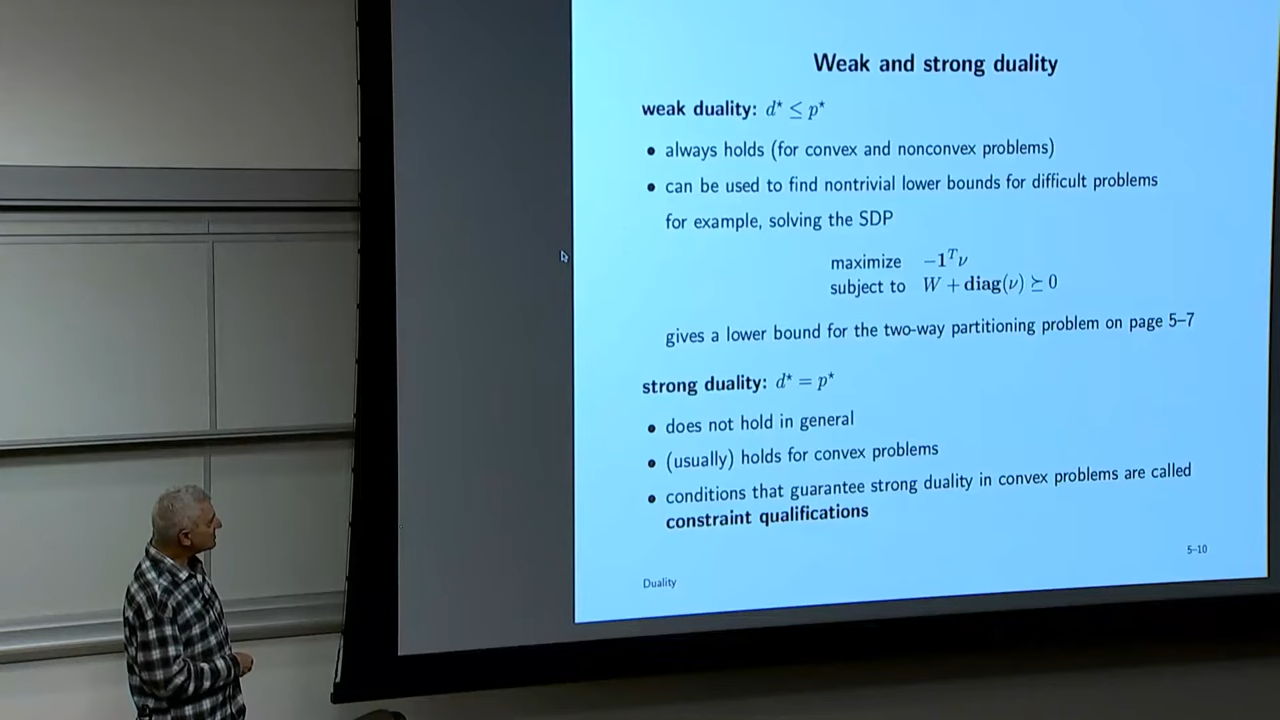 Weak and strong duality
weak duality: d⋆ ≤ p⋆
• always holds (for convex and nonconvex problems)
• can be used to find nontrivial lower bounds for difficult problems
for example, solving the SDP
maximize −1ᵀν
subject to W + diag(ν) ⪰ 0
gives a lower bound for the two-way partitioning problem on page 5–7
strong duality: d⋆ = p⋆
• does not hold in general
• (usually) holds for convex problems
• conditions that guarantee strong duality in convex problems are called
constraint qualifications
Duality
5–10